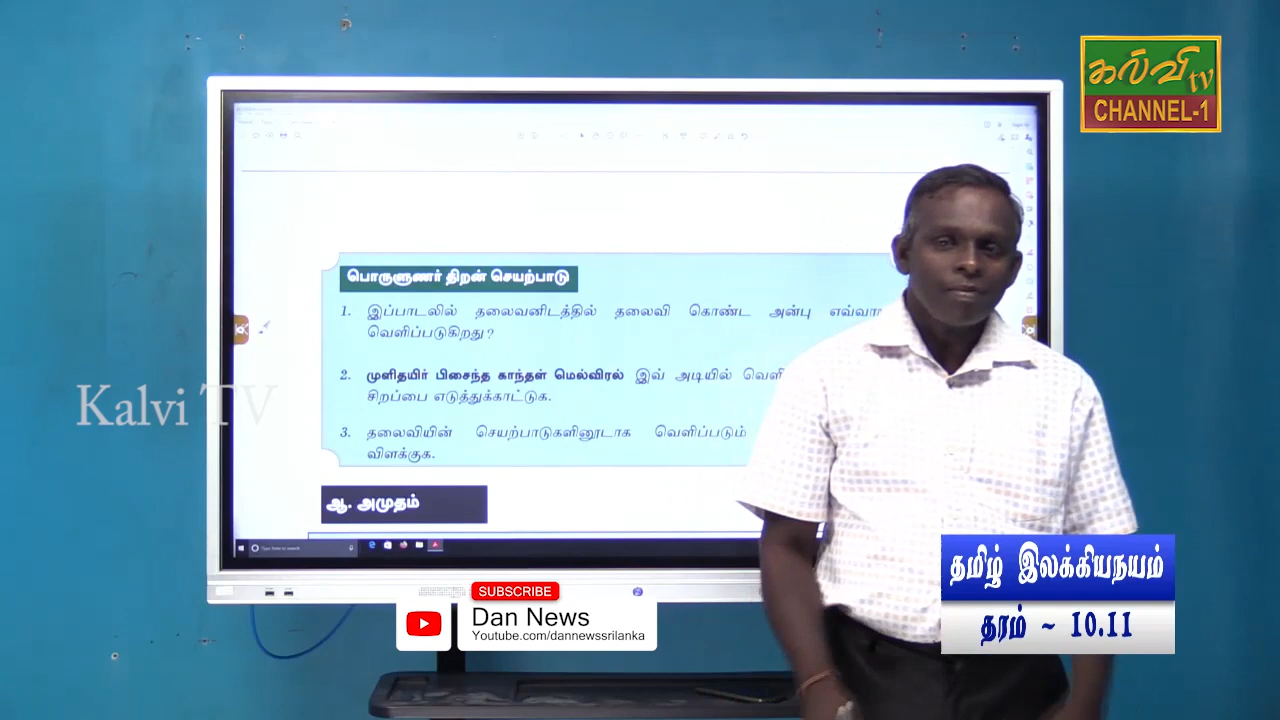 கல்வி tv
CHANNEL-1
பொருளுணர் திறன் செயற்பாடு
1. இப்பாடலில் தலைவனிடத்தில் தலைவி கொண்ட அன்பு
வெளிப்படுகிறது?
2. முளிதயிர் பிசைந்த காந்தள் மெல்விரல் இவ் அடியில்
சிறப்பை எடுத்துக்காட்டுக.
3. தலைவியின் செயற்பாடுகளினூடாக வெளிப்படும்
விளக்குக.
ஆ. அமுதம்
Kalvi TV
தமிழ் இலக்கியநயம்
தரம் ~ 10.11
SUBSCRIBE
Dan News
Youtube.com/dannewssrilanka